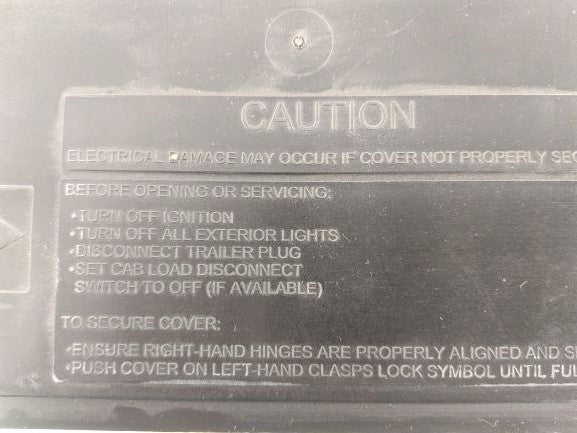 CAUTION
ELECTRICAL DAMAGE MAY OCCUR IF COVER NOT PROPERLY SEC
BEFORE OPENING OR SERVICING:
•TURN OFF IGNITION
•TURN OFF ALL EXTERIOR LIGHTS
•DISCONNECT TRAILER PLUG
•SET CAB LOAD DISCONNECT
SWITCH TO OFF (IF AVAILABLE)
TO SECURE COVER:
•ENSURE RIGHT-HAND HINGES ARE PROPERLY ALIGNED AND S
•PUSH COVER ON LEFT-HAND CLASPS LOCK SYMBOL UNTIL FUL